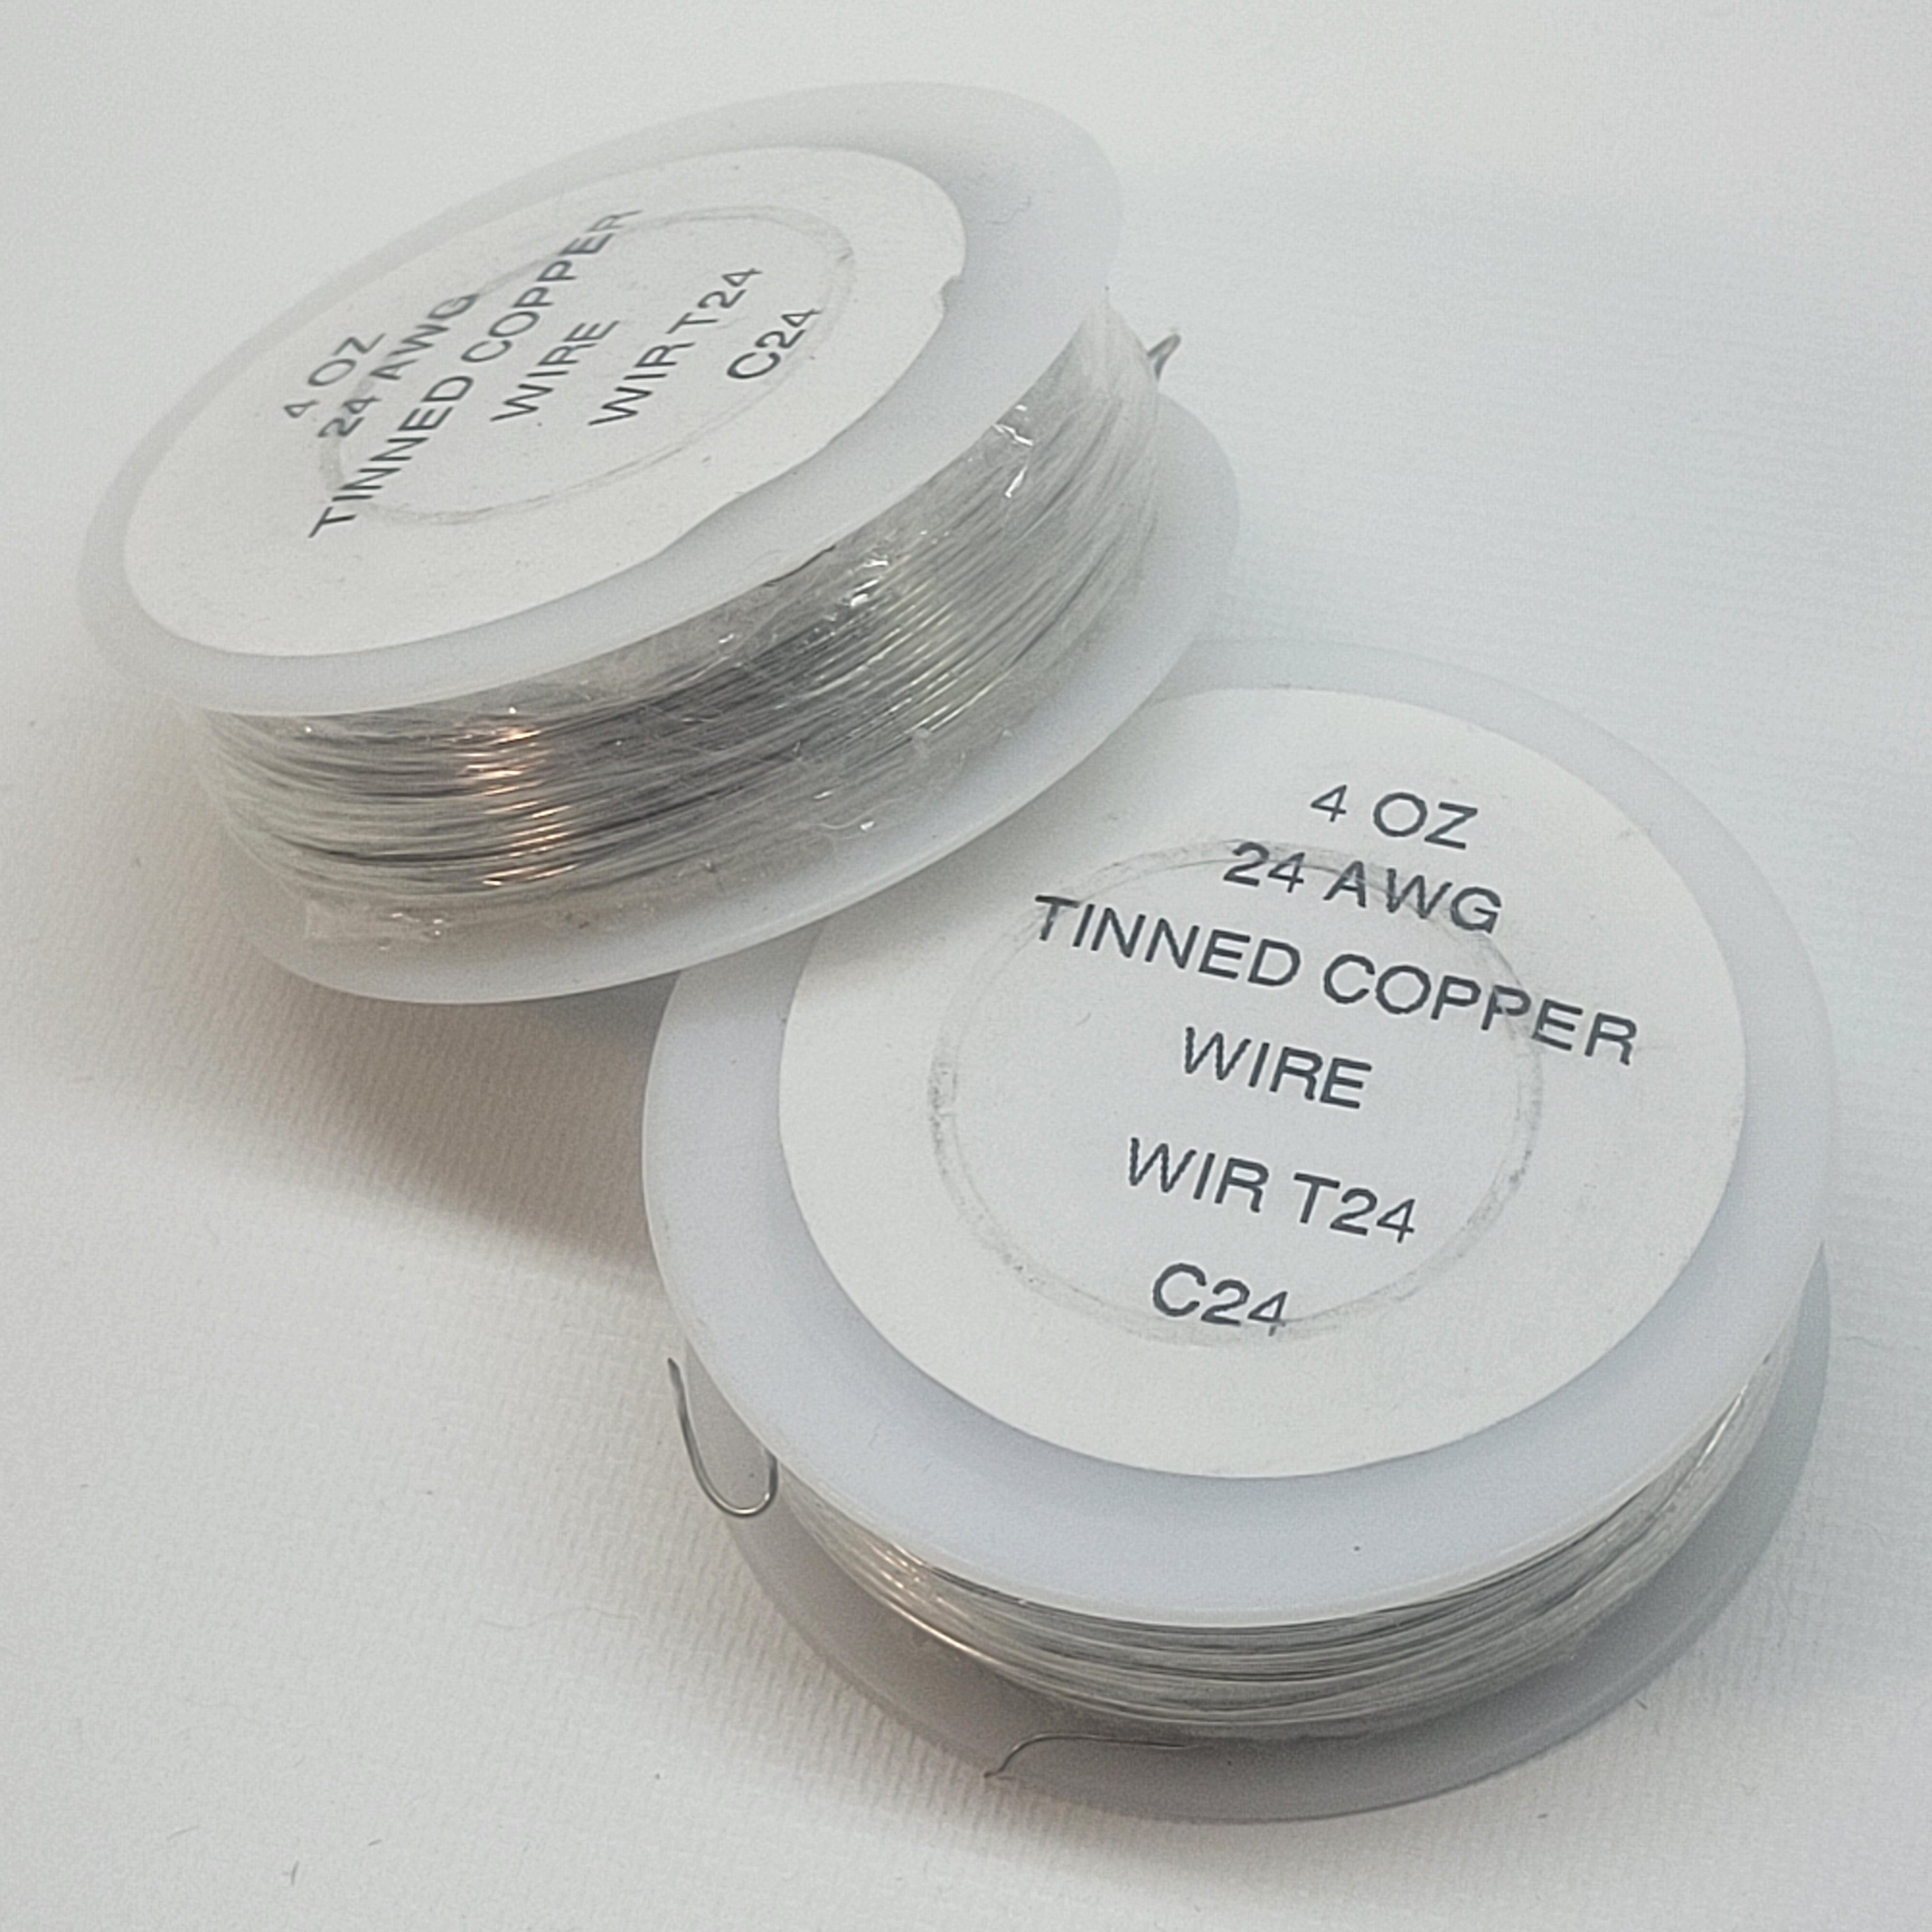 4 OZ
24 AWG
TINNED COPPER
WIRE
WIR T24
C24
4 OZ
24 AWG
TINNED COPPER
WIRE
WIR T24
C24